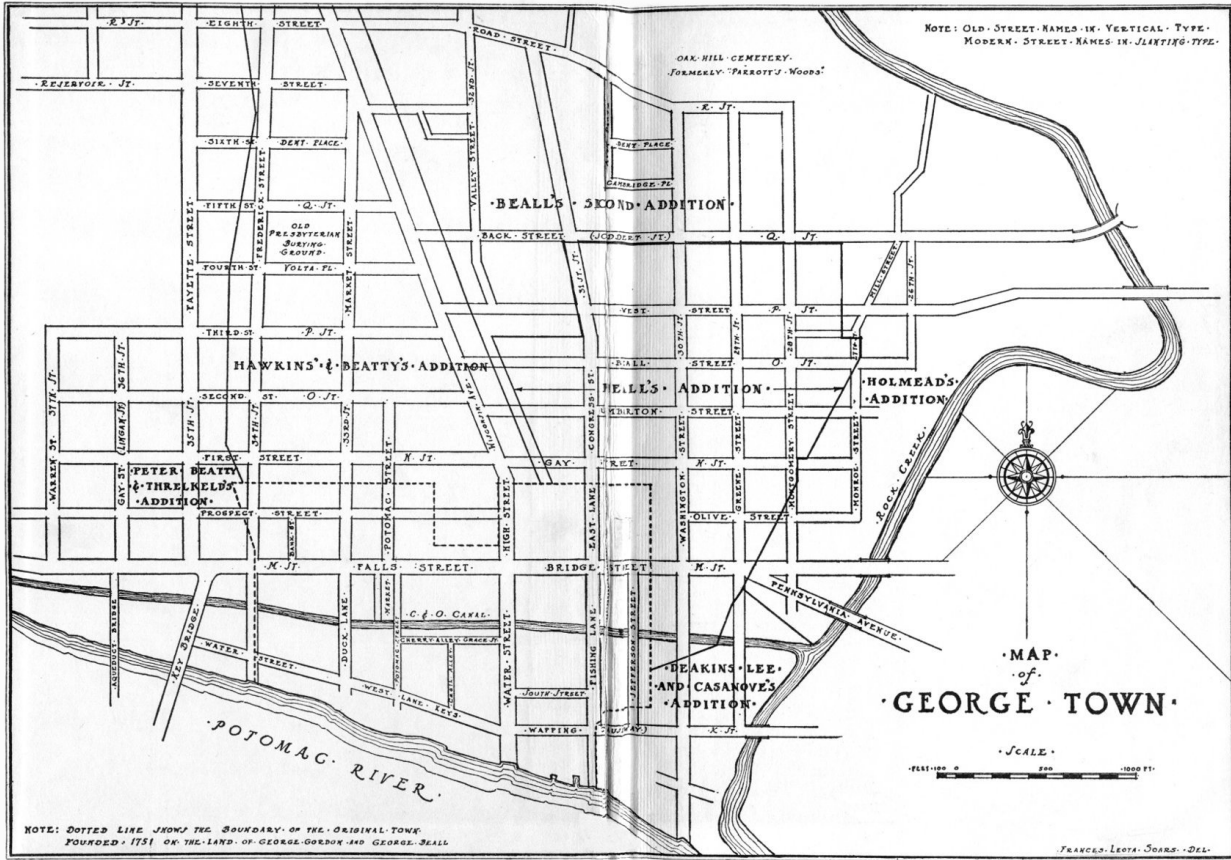 NOTE: OLD STREET NAMES IN VERTICAL TYPE.
MODERN STREET NAMES IN SLANTING TYPE.
OAK HILL CEMETERY.
FORMERLY "PARROTT'S WOODS"
R ST.
EIGHTH STREET
ROAD STREET
RESERVOIR ST.
SEVENTH STREET
32ND ST.
VALLEY STREET
R ST.
SIXTH ST.
DENT PLACE
DENT PLACE
CAMBRIDGE PL.
BEALL'S SECOND ADDITION
FIFTH ST.
Q ST.
FAYETTE STREET
FREDERICK STREET
MARKET STREET
OLD
PRESBYTERIAN
BURYING
GROUND
BACK STREET
Q ST.
FOURTH ST.
VOLTA PL.
31 ST. ST.
MILL STREET
26TH ST.
WEST STREET
P ST.
THIRD ST.
P ST.
30TH ST.
29TH ST.
28TH ST.
27TH ST.
BEALL STREET
O ST.
HAWKINS' & BEATTY'S ADDITION
BEALL'S ADDITION
HOLMEAD'S
ADDITION
37TH ST.
36TH ST.
35TH ST.
34TH ST.
33RD ST.
SECOND ST.
O ST.
WISCONSIN AVE.
CONGRESS ST.
STREET
WARREN ST.
GAY ST.
(LINGAN ST)
FIRST STREET
N ST.
GAY
N ST.
PETER BEATTY
& THRELKELD'S
ADDITION
POTOMAC STREET
HIGH STREET
EAST LANE
WASHINGTON STREET
GREENE STREET
MONTGOMERY STREET
MONROE STREET
ROCK CREEK
PROSPECT STREET
OLIVE STREET
BANK ST.
M ST.
FALLS STREET
BRIDGE STREET
M ST.
PENNSYLVANIA AVENUE
AQUEDUCT BRIDGE
KEY BRIDGE
DUCK LANE
MARKET
C & O CANAL
CHERRY ALLEY
GRACE ST.
POTOMAC STREET
WATER STREET
WATER STREET
FISHING LANE
JEFFERSON STREET
WEST LANE KEYS
SOUTH STREET
WAPPING
K ST.
DEAKINS LEE
AND CASANOVE'S
ADDITION
POTOMAC RIVER
MAP
of
GEORGE TOWN
SCALE
FEET 100 0 500 1000 FT.
NOTE: DOTTED LINE SHOWS THE BOUNDARY OF THE ORIGINAL TOWN.
FOUNDED 1751 ON THE LAND OF GEORGE GORDON AND GEORGE BEALL
FRANCES LEOTA SOARS DEL.